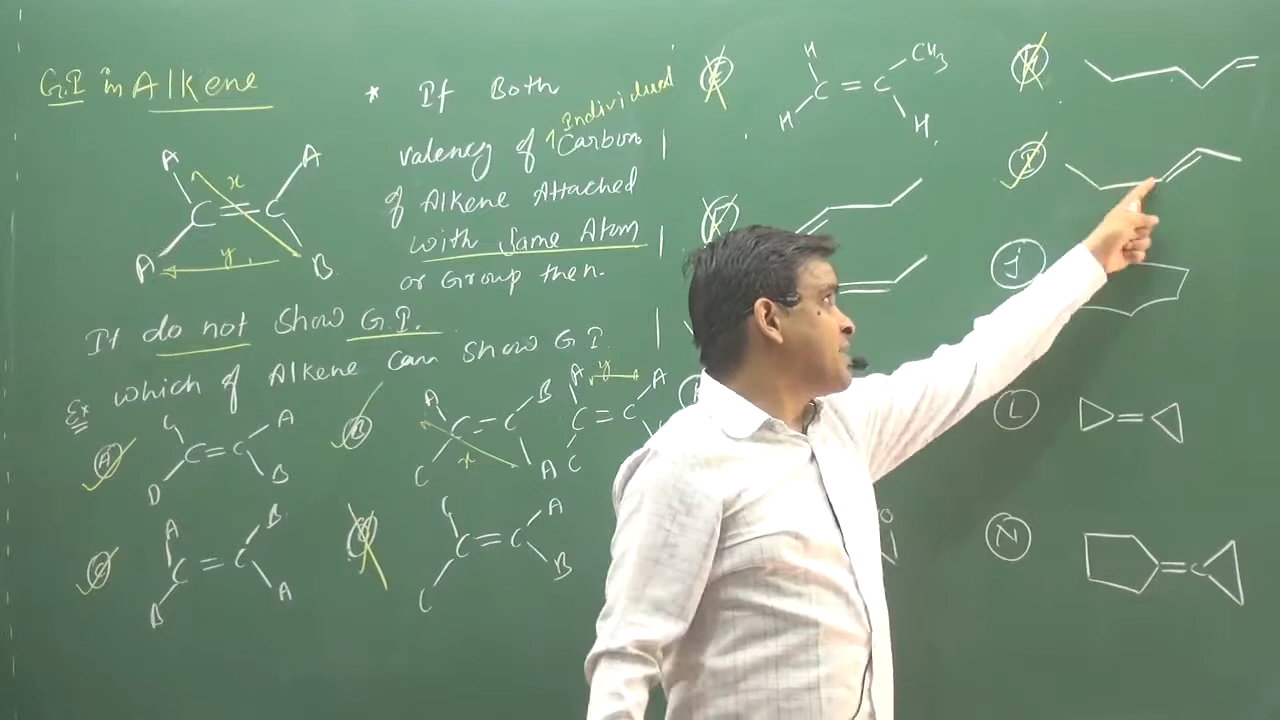 G.I in Alkene
A A
x
C = C
y
A B
* If Both
Individual
valency of Carbon
of Alkene Attached
with Same Atom
or Group then.
It do not show G.I.
Ex which of Alkene can show G I
A
C A
C = C
D B
B
A B
C = C
C x A
A y A
C = C
C
C
A B
C = C
B A
C A
C = C
C B
E
H CH3
C = C
H H
H
I
J
L
N
C